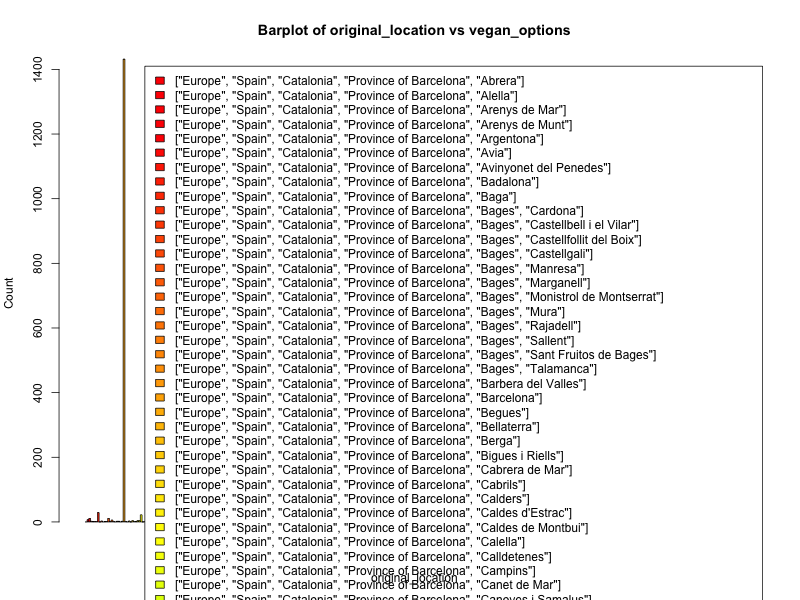 Barplot of original_location vs vegan_options
1400
1200
1000
800
600
400
200
0
Count
["Europe", "Spain", "Catalonia", "Province of Barcelona", "Abrera"]
["Europe", "Spain", "Catalonia", "Province of Barcelona", "Alella"]
["Europe", "Spain", "Catalonia", "Province of Barcelona", "Arenys de Mar"]
["Europe", "Spain", "Catalonia", "Province of Barcelona", "Arenys de Munt"]
["Europe", "Spain", "Catalonia", "Province of Barcelona", "Argentona"]
["Europe", "Spain", "Catalonia", "Province of Barcelona", "Avia"]
["Europe", "Spain", "Catalonia", "Province of Barcelona", "Avinyonet del Penedes"]
["Europe", "Spain", "Catalonia", "Province of Barcelona", "Badalona"]
["Europe", "Spain", "Catalonia", "Province of Barcelona", "Baga"]
["Europe", "Spain", "Catalonia", "Province of Barcelona", "Bages", "Cardona"]
["Europe", "Spain", "Catalonia", "Province of Barcelona", "Bages", "Castellbell i el Vilar"]
["Europe", "Spain", "Catalonia", "Province of Barcelona", "Bages", "Castellfollit del Boix"]
["Europe", "Spain", "Catalonia", "Province of Barcelona", "Bages", "Castellgali"]
["Europe", "Spain", "Catalonia", "Province of Barcelona", "Bages", "Manresa"]
["Europe", "Spain", "Catalonia", "Province of Barcelona", "Bages", "Marganell"]
["Europe", "Spain", "Catalonia", "Province of Barcelona", "Bages", "Monistrol de Montserrat"]
["Europe", "Spain", "Catalonia", "Province of Barcelona", "Bages", "Mura"]
["Europe", "Spain", "Catalonia", "Province of Barcelona", "Bages", "Rajadell"]
["Europe", "Spain", "Catalonia", "Province of Barcelona", "Bages", "Sallent"]
["Europe", "Spain", "Catalonia", "Province of Barcelona", "Bages", "Sant Fruitos de Bages"]
["Europe", "Spain", "Catalonia", "Province of Barcelona", "Bages", "Talamanca"]
["Europe", "Spain", "Catalonia", "Province of Barcelona", "Barbera del Valles"]
["Europe", "Spain", "Catalonia", "Province of Barcelona", "Barcelona"]
["Europe", "Spain", "Catalonia", "Province of Barcelona", "Begues"]
["Europe", "Spain", "Catalonia", "Province of Barcelona", "Bellaterra"]
["Europe", "Spain", "Catalonia", "Province of Barcelona", "Berga"]
["Europe", "Spain", "Catalonia", "Province of Barcelona", "Bigues i Riells"]
["Europe", "Spain", "Catalonia", "Province of Barcelona", "Cabrera de Mar"]
["Europe", "Spain", "Catalonia", "Province of Barcelona", "Cabrils"]
["Europe", "Spain", "Catalonia", "Province of Barcelona", "Calders"]
["Europe", "Spain", "Catalonia", "Province of Barcelona", "Caldes d'Estrac"]
["Europe", "Spain", "Catalonia", "Province of Barcelona", "Caldes de Montbui"]
["Europe", "Spain", "Catalonia", "Province of Barcelona", "Calella"]
["Europe", "Spain", "Catalonia", "Province of Barcelona", "Calldetenes"]
["Europe", "Spain", "Catalonia", "Province of Barcelona", "Campins"]
original_location
["Europe", "Spain", "Catalonia", "Province of Barcelona", "Canet de Mar"]
["Europe", "Spain", "Catalonia", "Province of Barcelona", "Canoves i Samalus"]